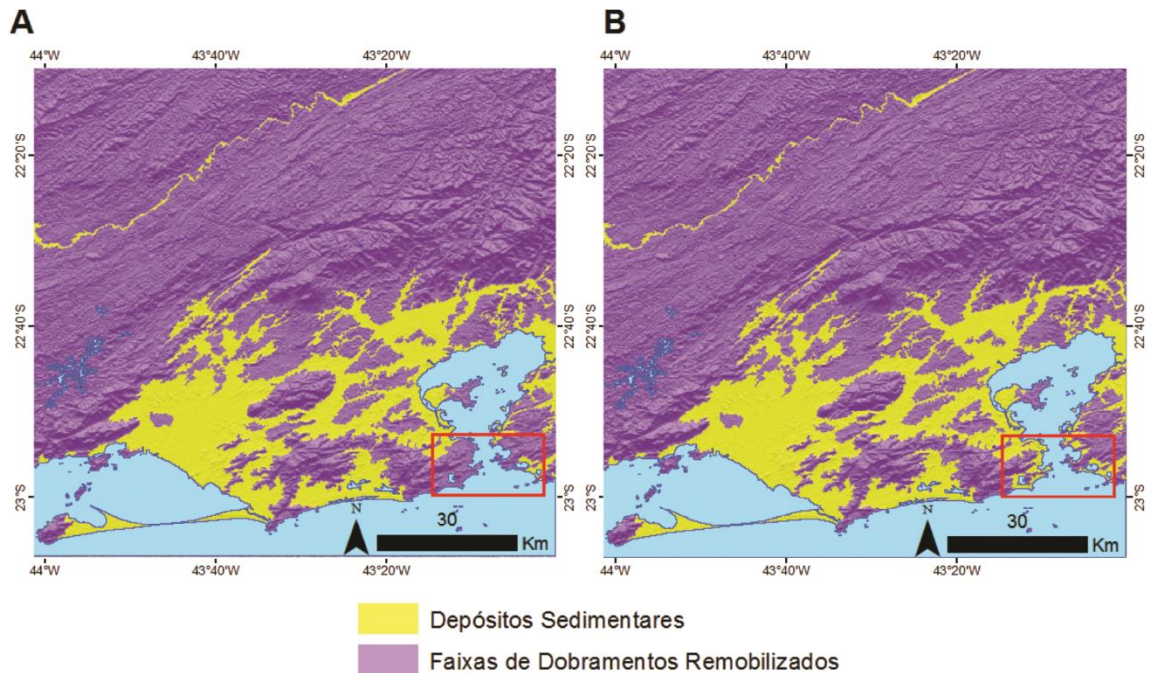 A
44°W 43°40'W 43°20'W
22°20'S 22°20'S
22°40'S 22°40'S
23°S 23°S
N
30
Km
44°W 43°40'W 43°20'W
B
44°W 43°40'W 43°20'W
22°20'S 22°20'S
22°40'S 22°40'S
23°S 23°S
N
30
Km
44°W 43°40'W 43°20'W
Depósitos Sedimentares
Faixas de Dobramentos Remobilizados